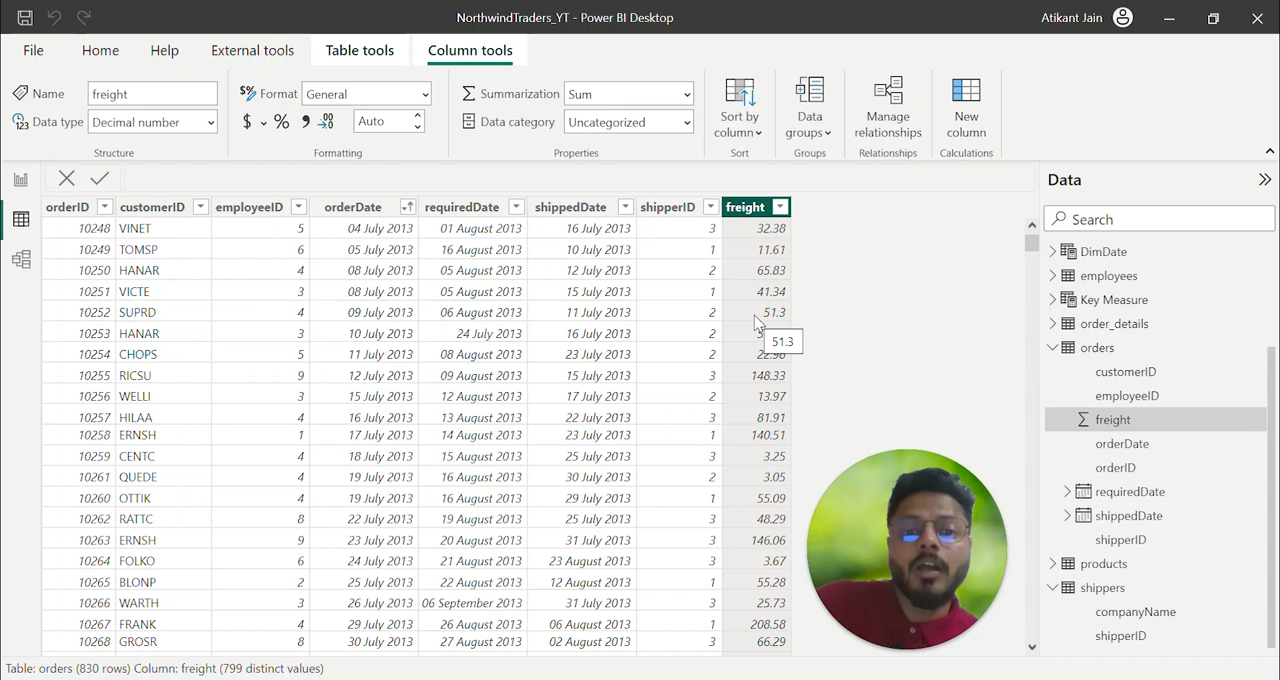 NorthwindTraders_YT - Power BI Desktop
Atikant Jain
File Home Help External tools Table tools Column tools
Name freight
Data type Decimal number
Structure
Format General
$ % 9 .00 Auto
Formatting
Summarization Sum
Data category Uncategorized
Properties
Sort by column
Sort
Data groups
Groups
Manage relationships
Relationships
New column
Calculations
orderID customerID employeeID orderDate requiredDate shippedDate shipperID freight
10248 VINET 5 04 July 2013 01 August 2013 16 July 2013 3 32.38
10249 TOMSP 6 05 July 2013 16 August 2013 10 July 2013 1 11.61
10250 HANAR 4 08 July 2013 05 August 2013 12 July 2013 2 65.83
10251 VICTE 3 08 July 2013 05 August 2013 15 July 2013 1 41.34
10252 SUPRD 4 09 July 2013 06 August 2013 11 July 2013 2 51.3
10253 HANAR 3 10 July 2013 24 July 2013 16 July 2013 2
51.3
10254 CHOPS 5 11 July 2013 08 August 2013 23 July 2013 2 22.98
10255 RICSU 9 12 July 2013 09 August 2013 15 July 2013 3 148.33
10256 WELLI 3 15 July 2013 12 August 2013 17 July 2013 2 13.97
10257 HILAA 4 16 July 2013 13 August 2013 22 July 2013 3 81.91
10258 ERNSH 1 17 July 2013 14 August 2013 23 July 2013 1 140.51
10259 CENTC 4 18 July 2013 15 August 2013 25 July 2013 3 3.25
10261 QUEDE 4 19 July 2013 16 August 2013 30 July 2013 2 3.05
10260 OTTIK 4 19 July 2013 16 August 2013 29 July 2013 1 55.09
10262 RATTC 8 22 July 2013 19 August 2013 25 July 2013 3 48.29
10263 ERNSH 9 23 July 2013 20 August 2013 31 July 2013 3 146.06
10264 FOLKO 6 24 July 2013 21 August 2013 23 August 2013 3 3.67
10265 BLONP 2 25 July 2013 22 August 2013 12 August 2013 1 55.28
10266 WARTH 3 26 July 2013 06 September 2013 31 July 2013 3 25.73
10267 FRANK 4 29 July 2013 26 August 2013 06 August 2013 1 208.58
10268 GROSR 8 30 July 2013 27 August 2013 02 August 2013 3 66.29
Data
Search
DimDate
employees
Key Measure
order_details
orders
customerID
employeeID
freight
orderDate
orderID
requiredDate
shippedDate
shipperID
products
shippers
companyName
shipperID
Table: orders (830 rows) Column: freight (799 distinct values)